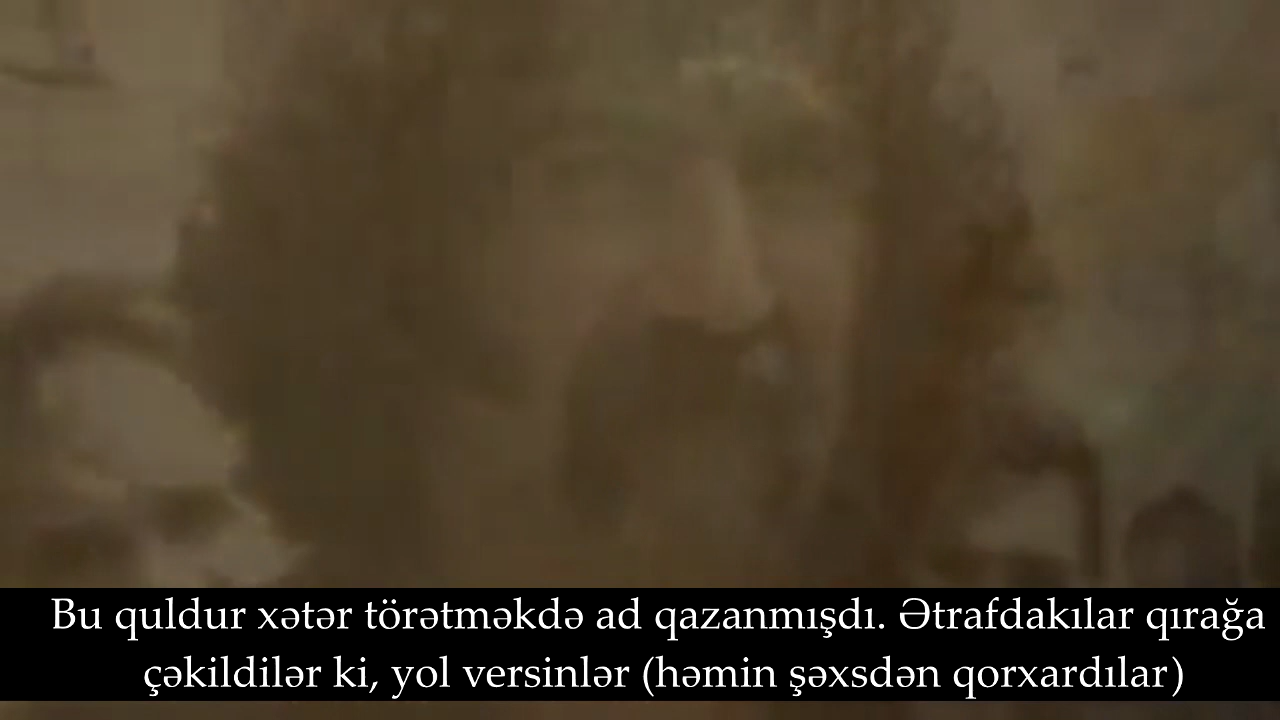 Bu quldur xətər törətməkdə ad qazanmışdı. Ətrafdakılar qırağa
çəkildilər ki, yol versinlər (həmin şəxsdən qorxardılar)